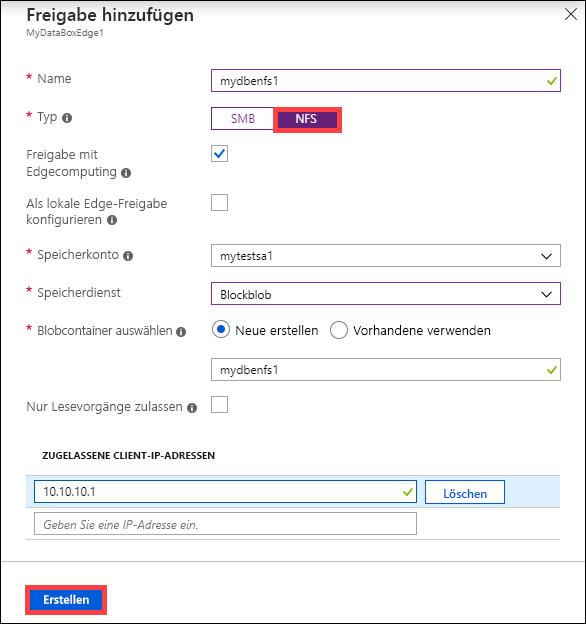 Freigabe hinzufügen
MyDataBoxEdge1
* Name
mydbenfs1
* Typ
SMB NFS
Freigabe mit
Edgecomputing
Als lokale Edge-Freigabe
konfigurieren
* Speicherkonto
mytestsa1
* Speicherdienst
Blockblob
* Blobcontainer auswählen
Neue erstellen Vorhandene verwenden
mydbenfs1
Nur Lesevorgänge zulassen
ZUGELASSENE CLIENT-IP-ADRESSEN
10.10.10.1 Löschen
Geben Sie eine IP-Adresse ein.
Erstellen